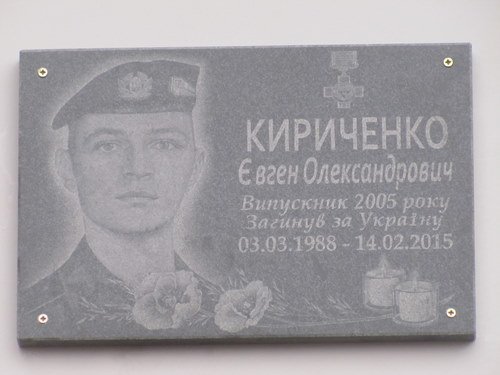 КИРИЧЕНКО
Євген Олександрович
Випускник 2005 року
Загинув за Україну
03.03.1988 - 14.02.2015